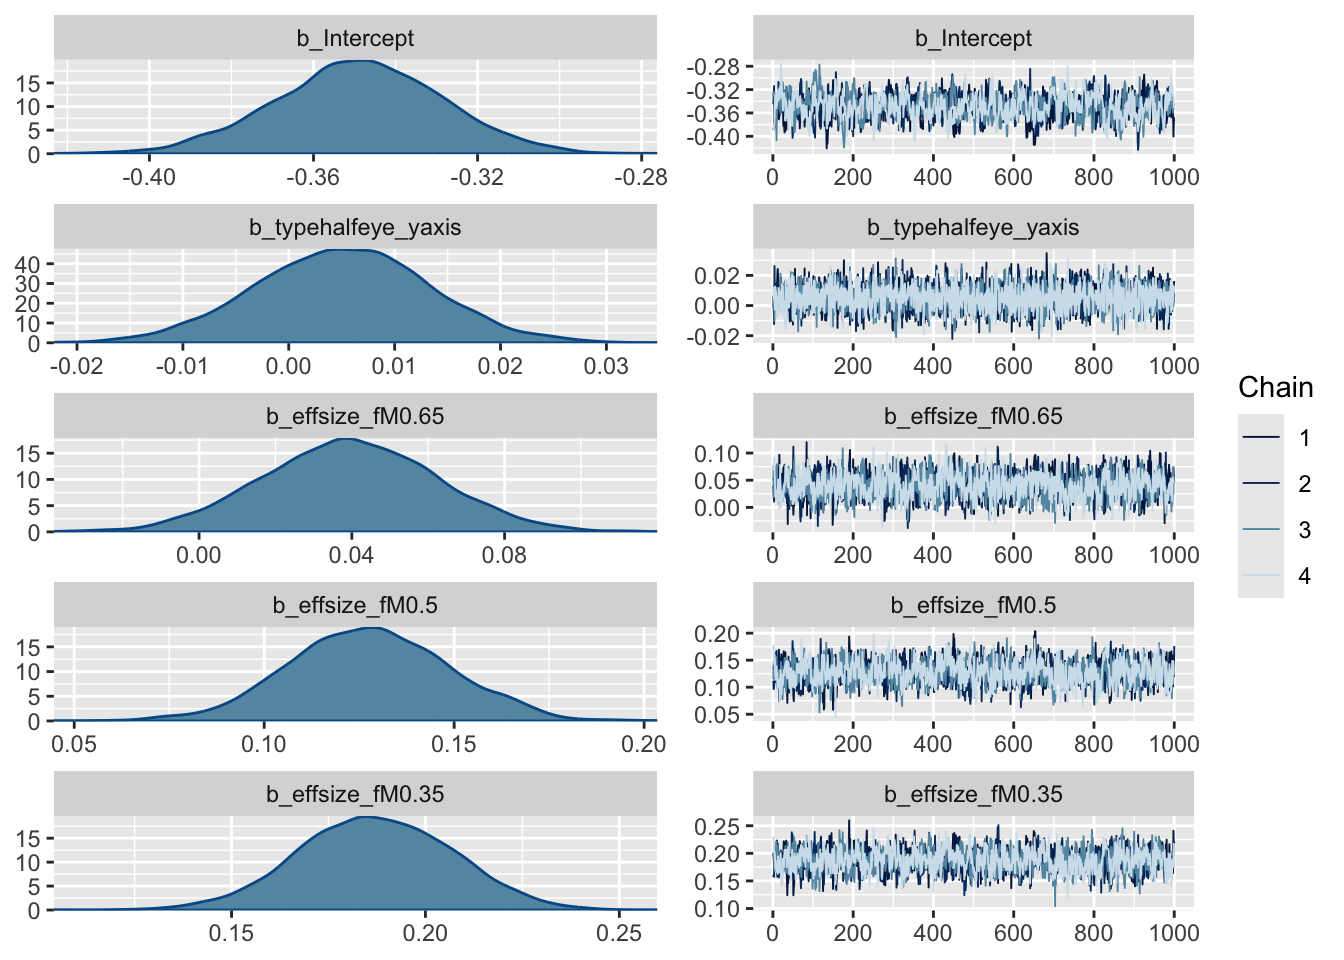 b_Intercept
15
10
5
0
-0.40 -0.36 -0.32 -0.28
b_Intercept
-0.28
-0.32
-0.36
-0.40
0 200 400 600 800 1000
b_typehalfeye_yaxis
40
30
20
10
0
-0.02 -0.01 0.00 0.01 0.02 0.03
b_typehalfeye_yaxis
0.02
0.00
-0.02
0 200 400 600 800 1000
b_effsize_fM0.65
15
10
5
0
0.00 0.04 0.08
b_effsize_fM0.65
0.10
0.05
0.00
0 200 400 600 800 1000
b_effsize_fM0.5
15
10
5
0
0.05 0.10 0.15 0.20
b_effsize_fM0.5
0.20
0.15
0.10
0.05
0 200 400 600 800 1000
b_effsize_fM0.35
15
10
5
0
0.15 0.20 0.25
b_effsize_fM0.35
0.25
0.20
0.15
0.10
0 200 400 600 800 1000
Chain
1
2
3
4